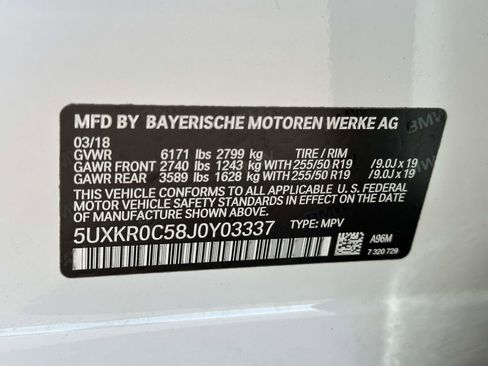 MFD BY BAYERISCHE MOTOREN WERKE AG
03/18
GVWR 6171 lbs 2799 kg TIRE / RIM
GAWR FRONT 2740 lbs 1243 kg WITH 255/50 R19 /9.0J x 19
GAWR REAR 3589 lbs 1628 kg WITH 255/50 R19 /9.0J x 19
THIS VEHICLE CONFORMS TO ALL APPLICABLE U.S. FEDERAL
MOTOR VEHICLE SAFETY STANDARDS IN EFFECT ON THE
DATE OF MANUFACTURE SHOWN ABOVE.
5UXKR0C58J0Y03337 TYPE: MPV
A96M
7 320 729
BMW